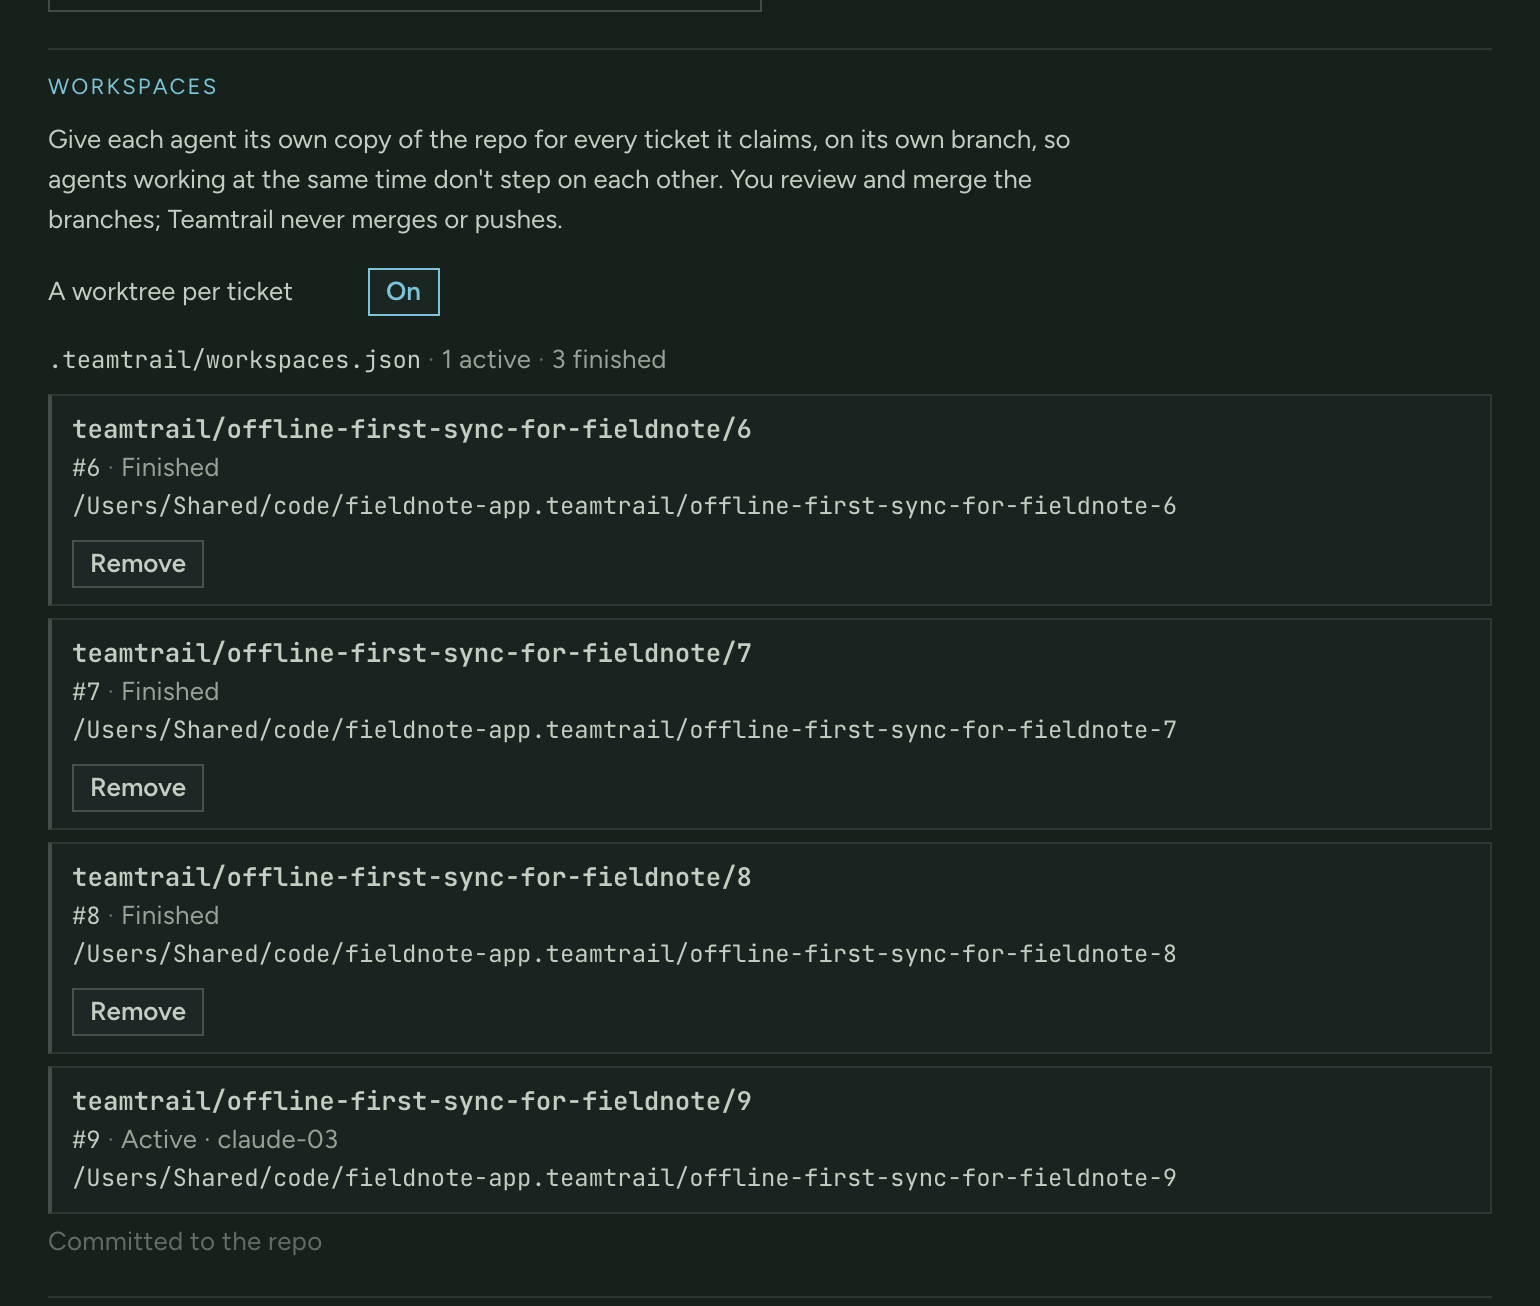 WORKSPACES
Give each agent its own copy of the repo for every ticket it claims, on its own branch, so
agents working at the same time don't step on each other. You review and merge the
branches; Teamtrail never merges or pushes.
A worktree per ticket On
.teamtrail/workspaces.json · 1 active · 3 finished
teamtrail/offline-first-sync-for-fieldnote/6
#6 · Finished
/Users/Shared/code/fieldnote-app.teamtrail/offline-first-sync-for-fieldnote-6
Remove
teamtrail/offline-first-sync-for-fieldnote/7
#7 · Finished
/Users/Shared/code/fieldnote-app.teamtrail/offline-first-sync-for-fieldnote-7
Remove
teamtrail/offline-first-sync-for-fieldnote/8
#8 · Finished
/Users/Shared/code/fieldnote-app.teamtrail/offline-first-sync-for-fieldnote-8
Remove
teamtrail/offline-first-sync-for-fieldnote/9
#9 · Active · claude-03
/Users/Shared/code/fieldnote-app.teamtrail/offline-first-sync-for-fieldnote-9
Committed to the repo